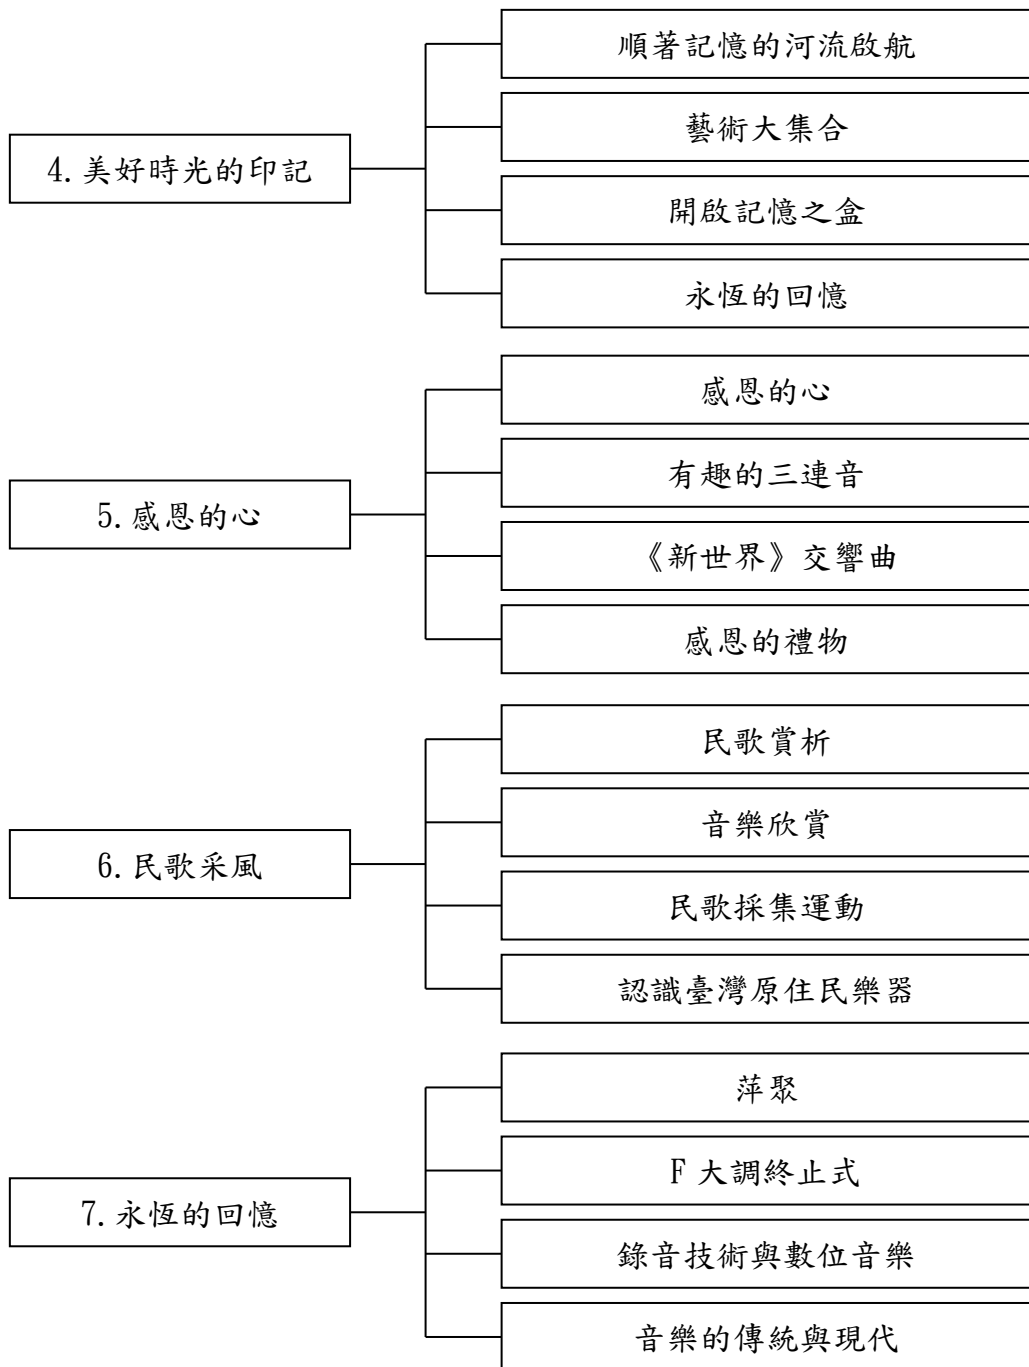 4.美好時光的印記
順著記憶的河流啟航
藝術大集合
開啟記憶之盒
永恆的回憶
5.感恩的心
感恩的心
有趣的三連音
《新世界》交響曲
感恩的禮物
6.民歌采風
民歌賞析
音樂欣賞
民歌採集運動
認識臺灣原住民樂器
7.永恆的回憶
萍聚
F 大調終止式
錄音技術與數位音樂
音樂的傳統與現代